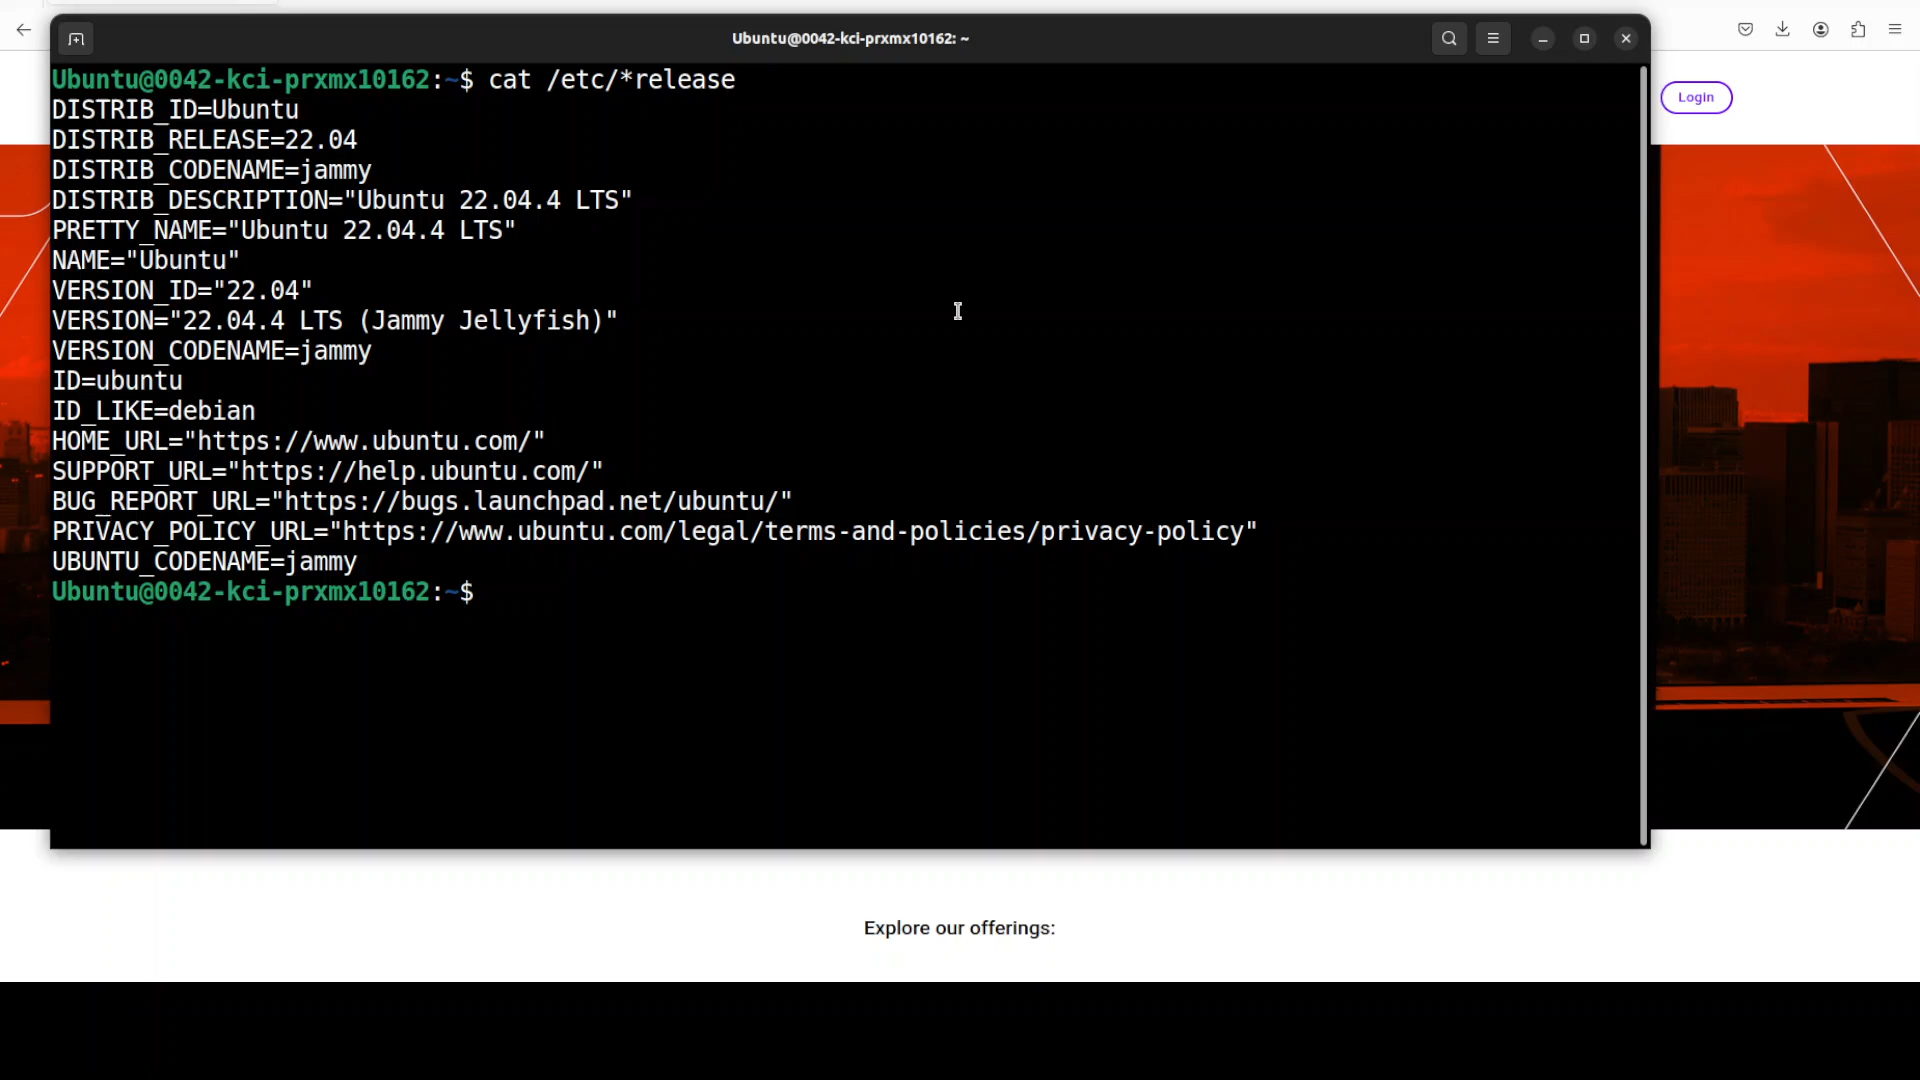 Ubuntu@0042-kci-prxmx10162: ~
Ubuntu@0042-kci-prxmx10162:~$ cat /etc/*release
DISTRIB_ID=Ubuntu
DISTRIB_RELEASE=22.04
DISTRIB_CODENAME=jammy
DISTRIB_DESCRIPTION="Ubuntu 22.04.4 LTS"
PRETTY_NAME="Ubuntu 22.04.4 LTS"
NAME="Ubuntu"
VERSION_ID="22.04"
VERSION="22.04.4 LTS (Jammy Jellyfish)"
VERSION_CODENAME=jammy
ID=ubuntu
ID_LIKE=debian
HOME_URL="https://www.ubuntu.com/"
SUPPORT_URL="https://help.ubuntu.com/"
BUG_REPORT_URL="https://bugs.launchpad.net/ubuntu/"
PRIVACY_POLICY_URL="https://www.ubuntu.com/legal/terms-and-policies/privacy-policy"
UBUNTU_CODENAME=jammy
Ubuntu@0042-kci-prxmx10162:~$
Login
Explore our offerings: